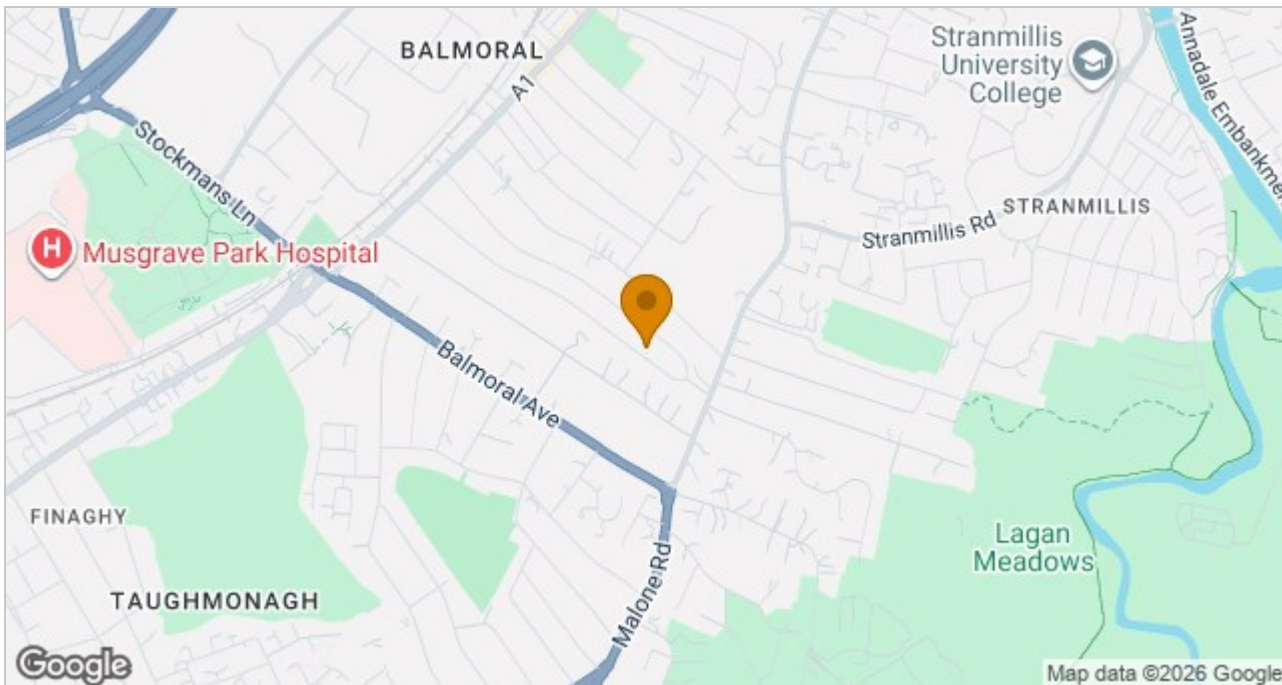 BALMORAL
A1
Stranmillis
University
College
Annadale Embankment
Stockmans Ln
STRANMILLIS
Stranmillis Rd
H
Musgrave Park Hospital
Balmoral Ave
FINAGHY
Lagan
Meadows
TAUGHMONAGH
Malone Rd
Google
Map data ©2026 Google